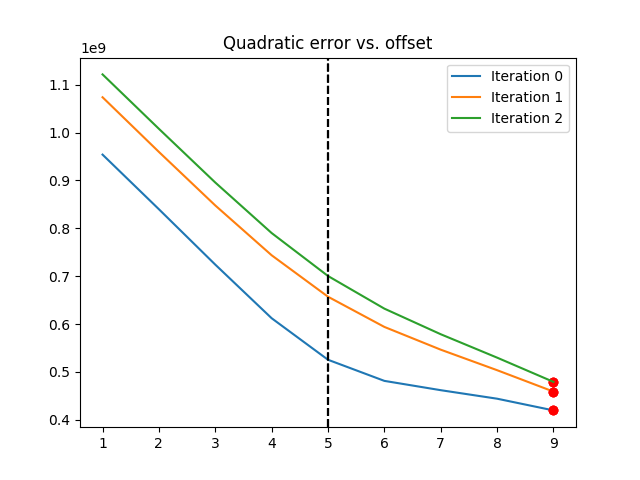 Quadratic error vs. offset
1e9
1.1
1.0
0.9
0.8
0.7
0.6
0.5
0.4
Iteration 0
Iteration 1
Iteration 2
1 2 3 4 5 6 7 8 9